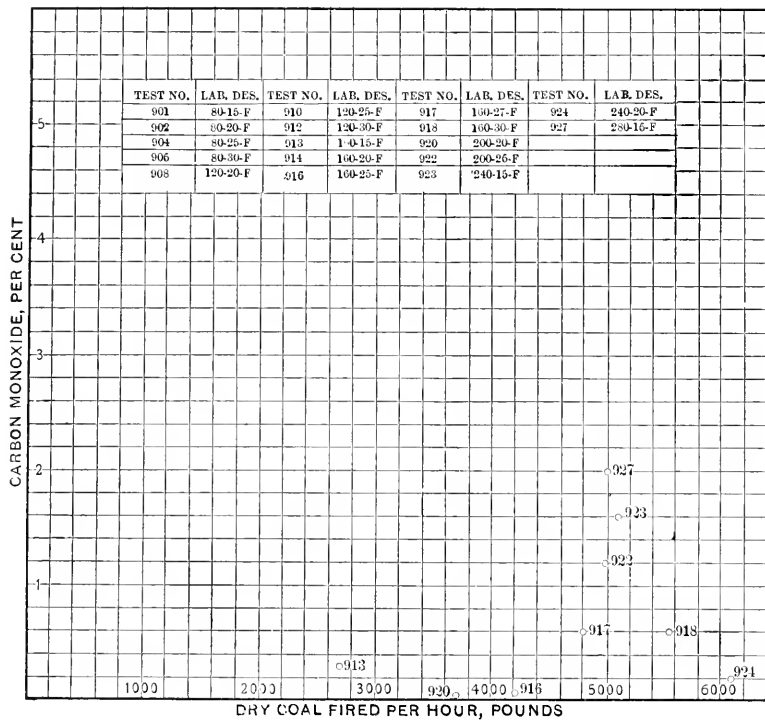 TEST NO. LAB. DES. TEST NO. LAB. DES. TEST NO. LAB. DES. TEST NO. LAB. DES.
901 80-15-F 910 120-25-F 917 160-27-F 924 240-20-F
902 80-20-F 912 120-30-F 918 160-30-F 927 280-15-F
904 80-25-F 913 920 200-20-F
906 80-30-F 914 160-20-F 922 200-25-F
908 120-20-F 916 160-25-F 923 240-15-F
5
4
3
2
1
CARBON MONOXIDE, PER CENT
927
923
922
917
918
913
924
920
916
1000 2000 3000 4000 5000 6000
DRY COAL FIRED PER HOUR, POUNDS